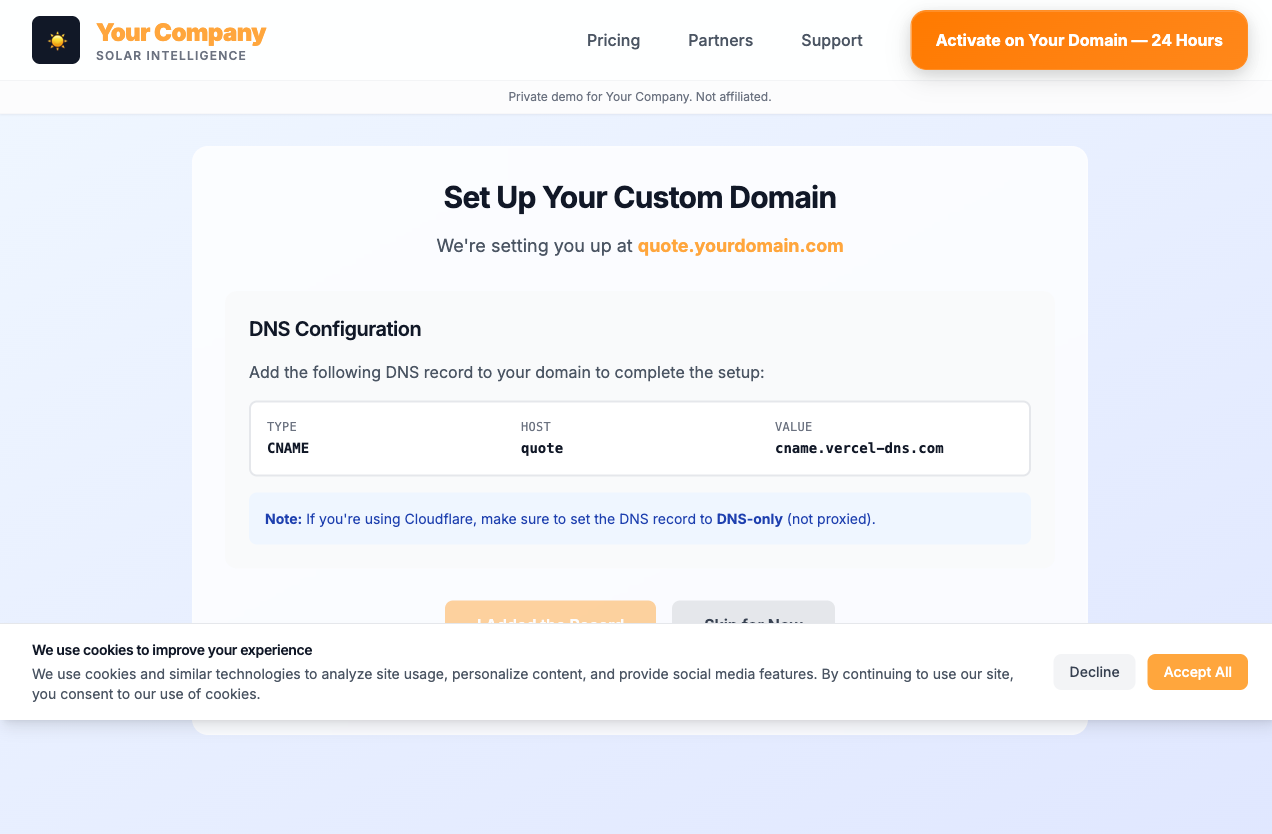 Your Company
SOLAR INTELLIGENCE
Pricing
Partners
Support
Activate on Your Domain — 24 Hours
Private demo for Your Company. Not affiliated.
Set Up Your Custom Domain
We're setting you up at quote.yourdomain.com
DNS Configuration
Add the following DNS record to your domain to complete the setup:
TYPE HOST VALUE
CNAME quote cname.vercel-dns.com
Note: If you're using Cloudflare, make sure to set the DNS record to DNS-only (not proxied).
I Added the Record
Skip for Now
We use cookies to improve your experience
We use cookies and similar technologies to analyze site usage, personalize content, and provide social media features. By continuing to use our site,
you consent to our use of cookies.
Decline
Accept All